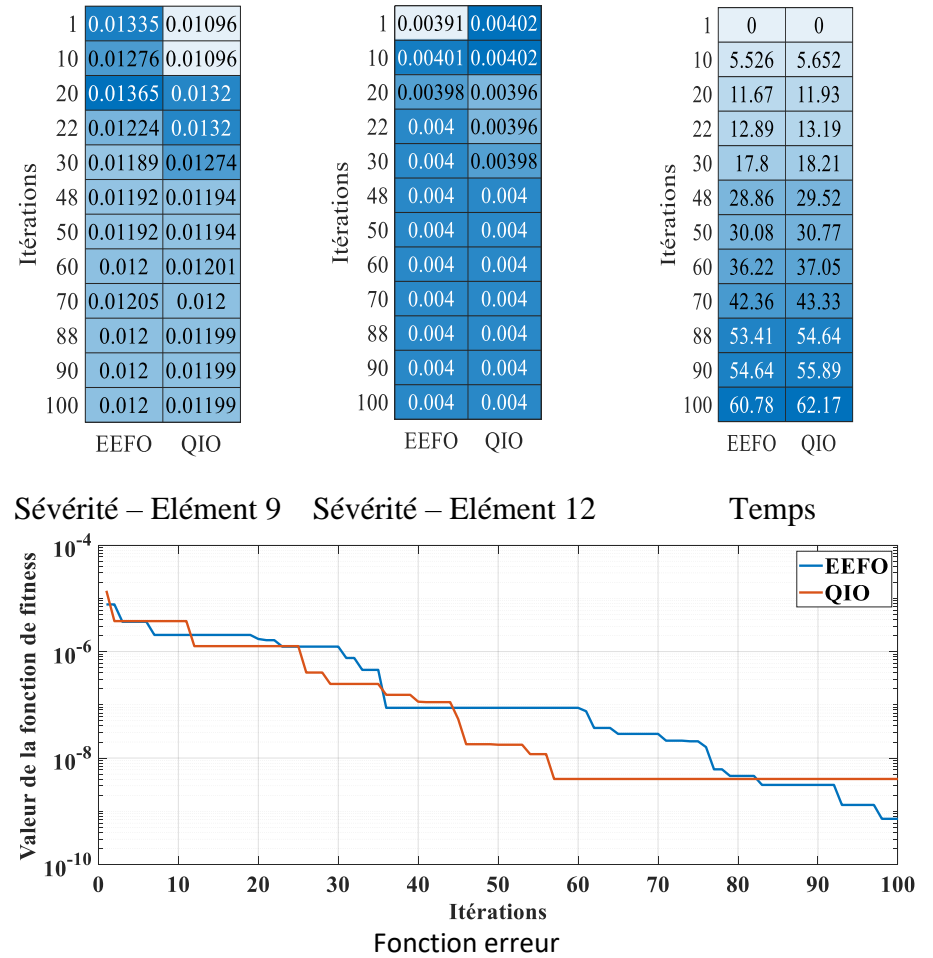 1 0.01335 0.01096
10 0.01276 0.01096
20 0.01365 0.0132
22 0.01224 0.0132
30 0.01189 0.01274
48 0.01192 0.01194
50 0.01192 0.01194
60 0.012 0.01201
70 0.01205 0.012
88 0.012 0.01199
90 0.012 0.01199
100 0.012 0.01199
EEFO QIO
Itérations
1 0.00391 0.00402
10 0.00401 0.00402
20 0.00398 0.00396
22 0.004 0.00396
30 0.004 0.00398
48 0.004 0.004
50 0.004 0.004
60 0.004 0.004
70 0.004 0.004
88 0.004 0.004
90 0.004 0.004
100 0.004 0.004
EEFO QIO
Itérations
1 0 0
10 5.526 5.652
20 11.67 11.93
22 12.89 13.19
30 17.8 18.21
48 28.86 29.52
50 30.08 30.77
60 36.22 37.05
70 42.36 43.33
88 53.41 54.64
90 54.64 55.89
100 60.78 62.17
EEFO QIO
Itérations
Sévérité – Elément 9 Sévérité – Elément 12 Temps
Valeur de la fonction de fitness
10⁻⁴
10⁻⁶
10⁻⁸
10⁻¹⁰
EEFO
QIO
0 10 20 30 40 50 60 70 80 90 100
Itérations
Fonction erreur